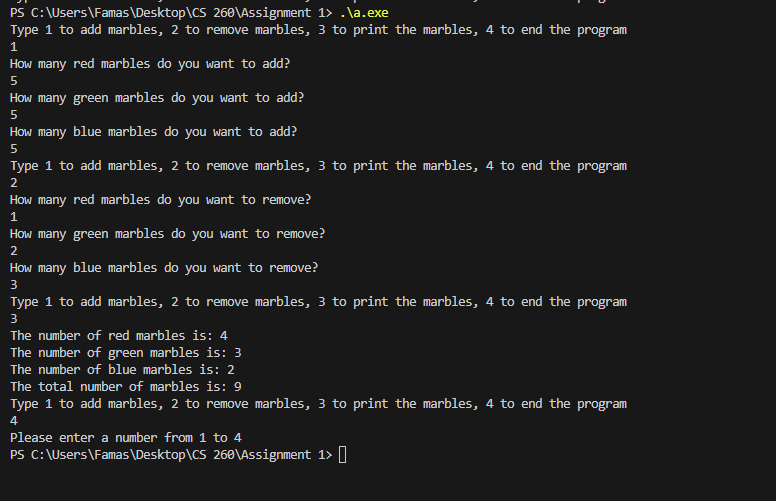 PS C:\Users\Famas\Desktop\CS 260\Assignment 1> .\a.exe
Type 1 to add marbles, 2 to remove marbles, 3 to print the marbles, 4 to end the program
1
How many red marbles do you want to add?
5
How many green marbles do you want to add?
5
How many blue marbles do you want to add?
5
Type 1 to add marbles, 2 to remove marbles, 3 to print the marbles, 4 to end the program
2
How many red marbles do you want to remove?
1
How many green marbles do you want to remove?
2
How many blue marbles do you want to remove?
3
Type 1 to add marbles, 2 to remove marbles, 3 to print the marbles, 4 to end the program
3
The number of red marbles is: 4
The number of green marbles is: 3
The number of blue marbles is: 2
The total number of marbles is: 9
Type 1 to add marbles, 2 to remove marbles, 3 to print the marbles, 4 to end the program
4
Please enter a number from 1 to 4
PS C:\Users\Famas\Desktop\CS 260\Assignment 1>